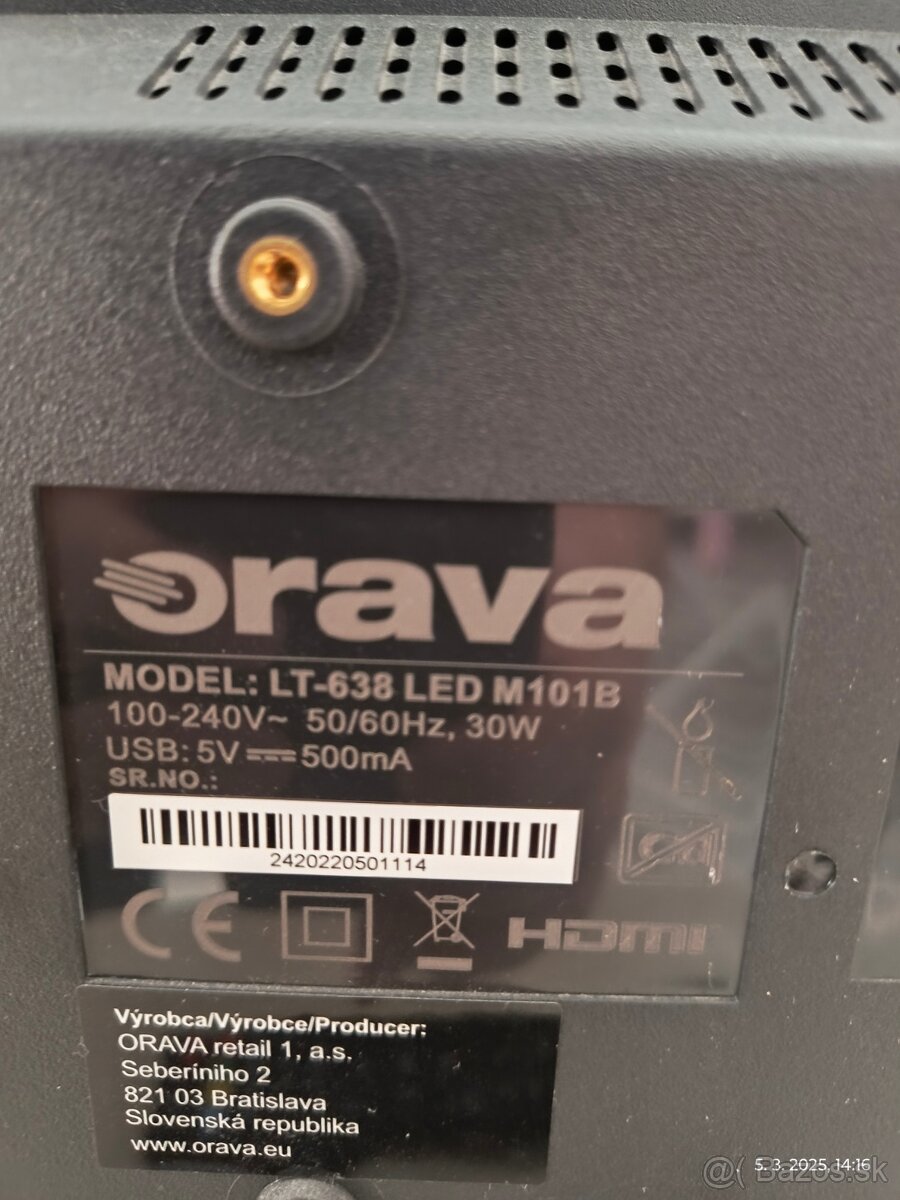 orava
MODEL: LT-638 LED M101B
100-240V~ 50/60Hz, 30W
USB: 5V⎓500mA
SR.NO.:
2420220501114
CE
HDMI
Výrobca/Výrobce/Producer:
ORAVA retail 1, a.s.
Seberíniho 2
821 03 Bratislava
Slovenská republika
www.orava.eu
5. 3. 2025, 14:16
@( Bazos.sk